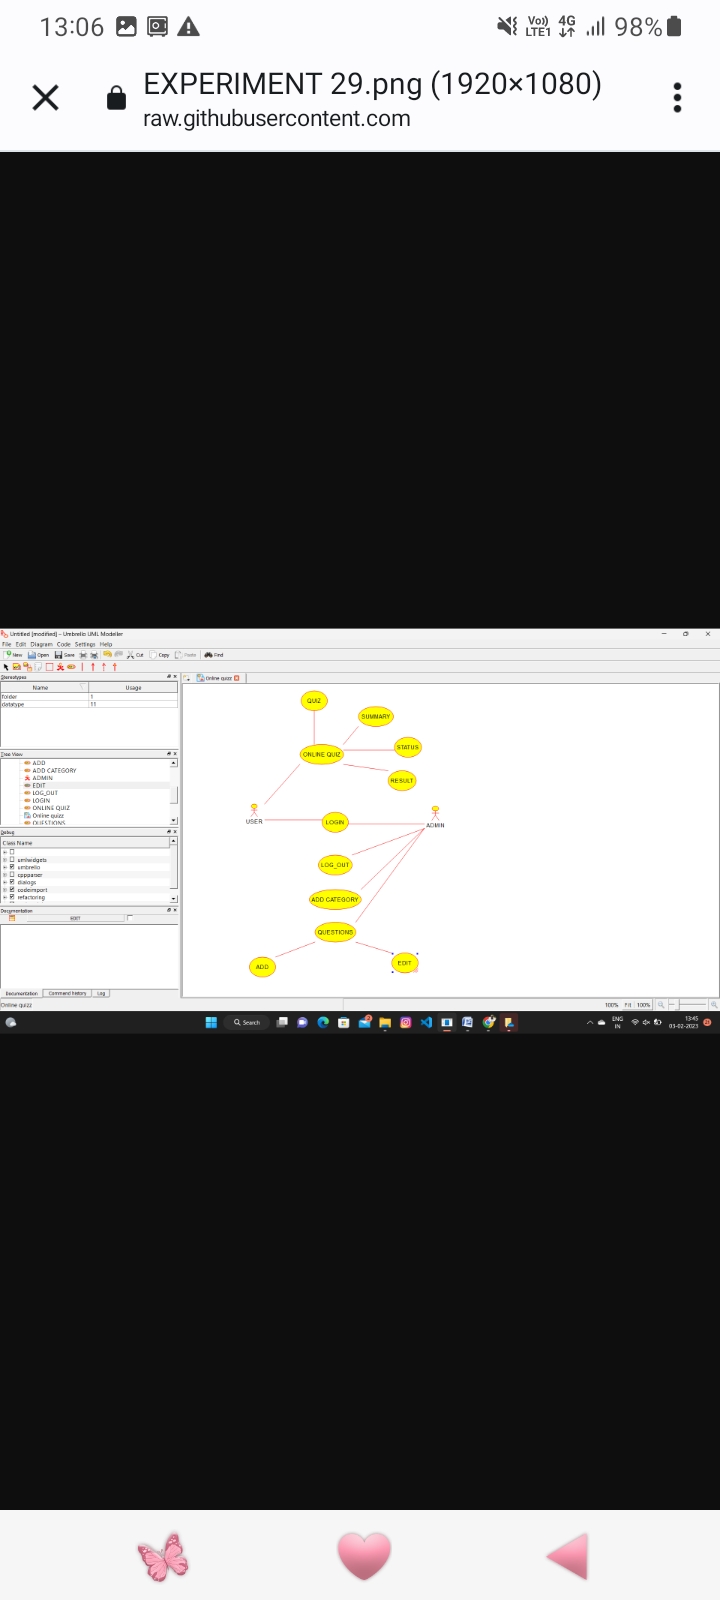 13:06
Vo)) 4G 98%
LTE1
EXPERIMENT 29.png (1920×1080)
raw.githubusercontent.com
Untitled [modified] - Umbrello UML Modeller
File Edit Diagram Code Settings Help
New Open Save Cut Copy Paste Find
Stereotypes
Name Usage
folder 1
datatype 11
Online quizz
Tree View
ADD
ADD CATEGORY
ADMIN
EDIT
LOG_OUT
LOGIN
ONLINE QUIZ
Online quizz
QUESTIONS
Debug
Class Name
umlwidgets
umbrello
cppparser
dialogs
codeimport
refactoring
Documentation
EDIT
Documentation Command history Log
Online quizz
QUIZ
SUMMARY
STATUS
ONLINE QUIZ
RESULT
USER
LOGIN
ADMIN
LOG_OUT
ADD CATEGORY
QUESTIONS
ADD
EDIT
100% Fit 100%
Search
ENG
IN
13:45
03-02-2023